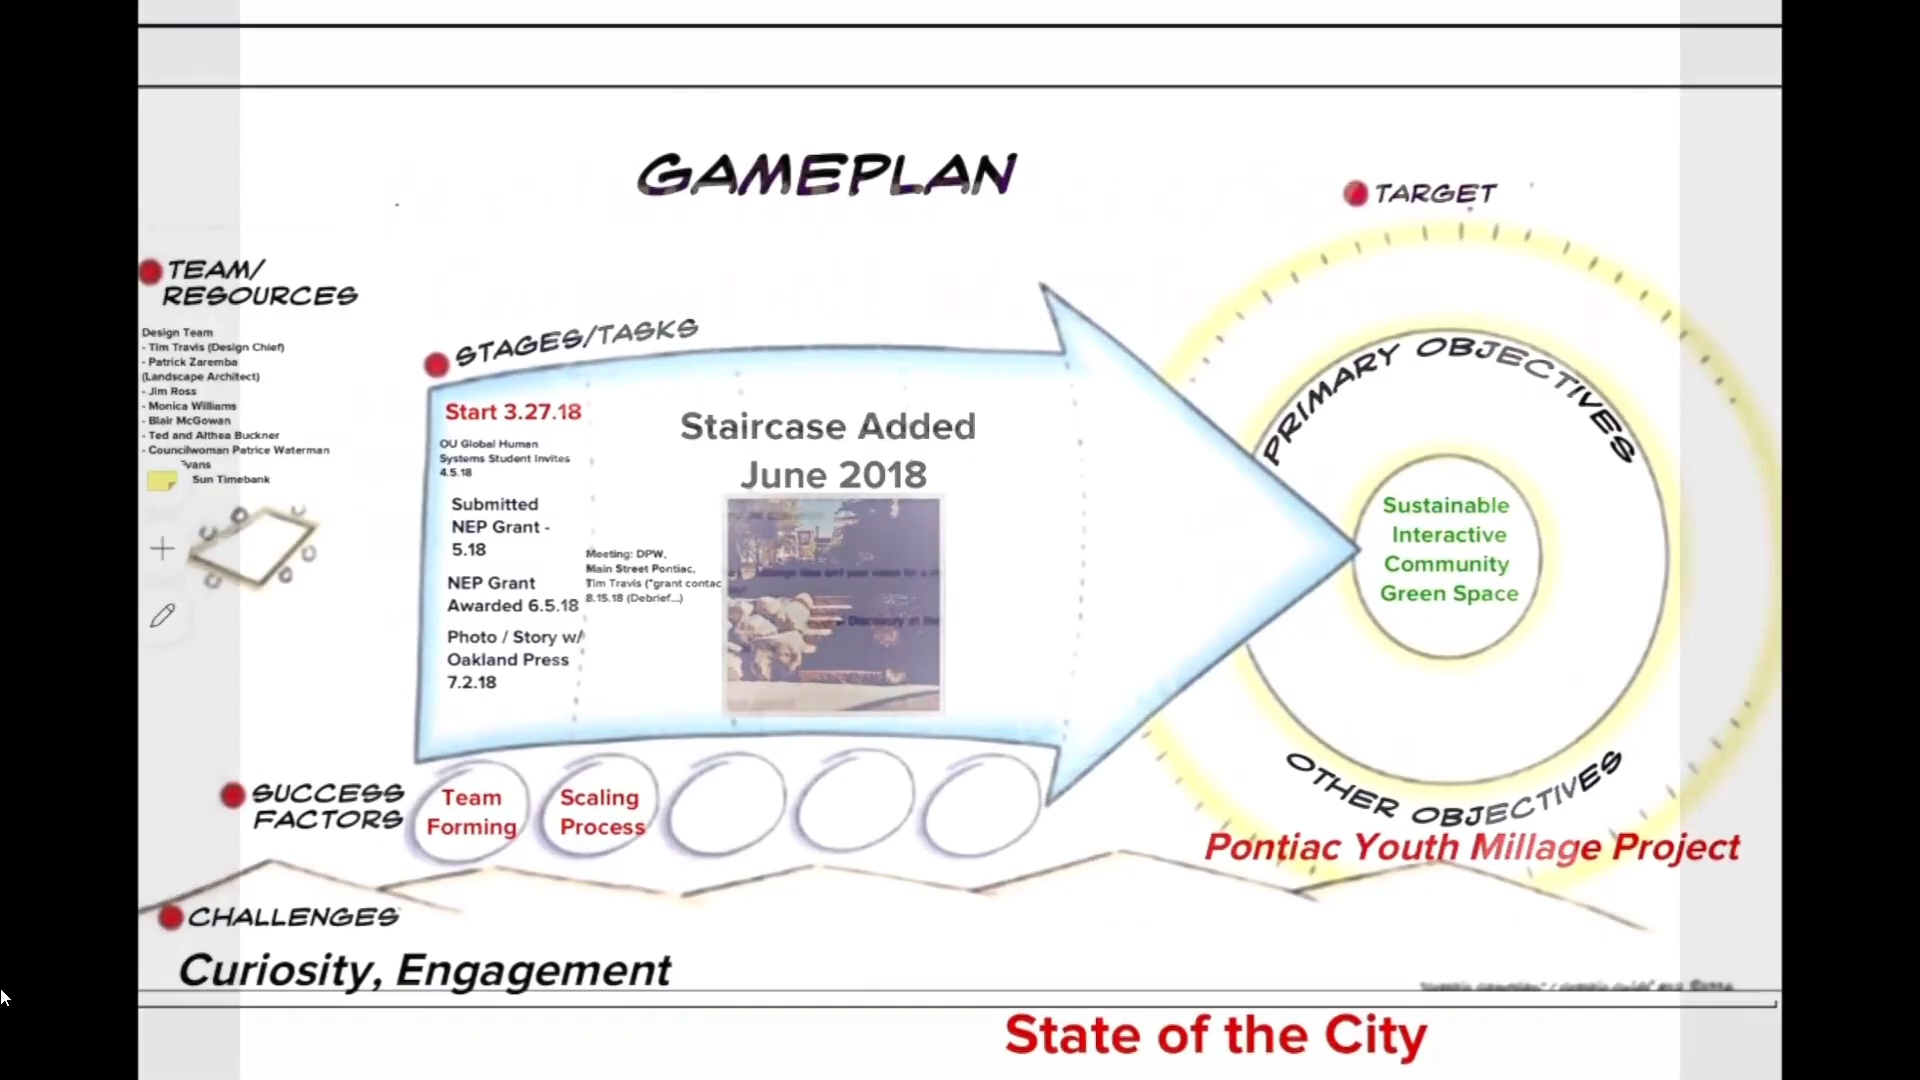 GAMEPLAN
TARGET
TEAM/
RESOURCES
Design Team
- Tim Travis (Design Chief)
- Patrick Zaremba
(Landscape Architect)
- Jim Ross
- Monica Williams
- Blair McGowan
- Ted and Althea Buckner
- Councilwoman Patrice Waterman
Sun Timebank
STAGES/TASKS
Start 3.27.18
OU Global Human
Systems Student Invites
4.5.18
Submitted
NEP Grant -
5.18
NEP Grant
Awarded 6.5.18
Photo / Story w/
Oakland Press
7.2.18
Meeting: DPW,
Main Street Pontiac,
Tim Travis ("grant contac
8.15.18 (Debrief...)
Staircase Added
June 2018
PRIMARY OBJECTIVES
Sustainable
Interactive
Community
Green Space
OTHER OBJECTIVES
Pontiac Youth Millage Project
SUCCESS
FACTORS
Team
Forming
Scaling
Process
CHALLENGES
Curiosity, Engagement
State of the City